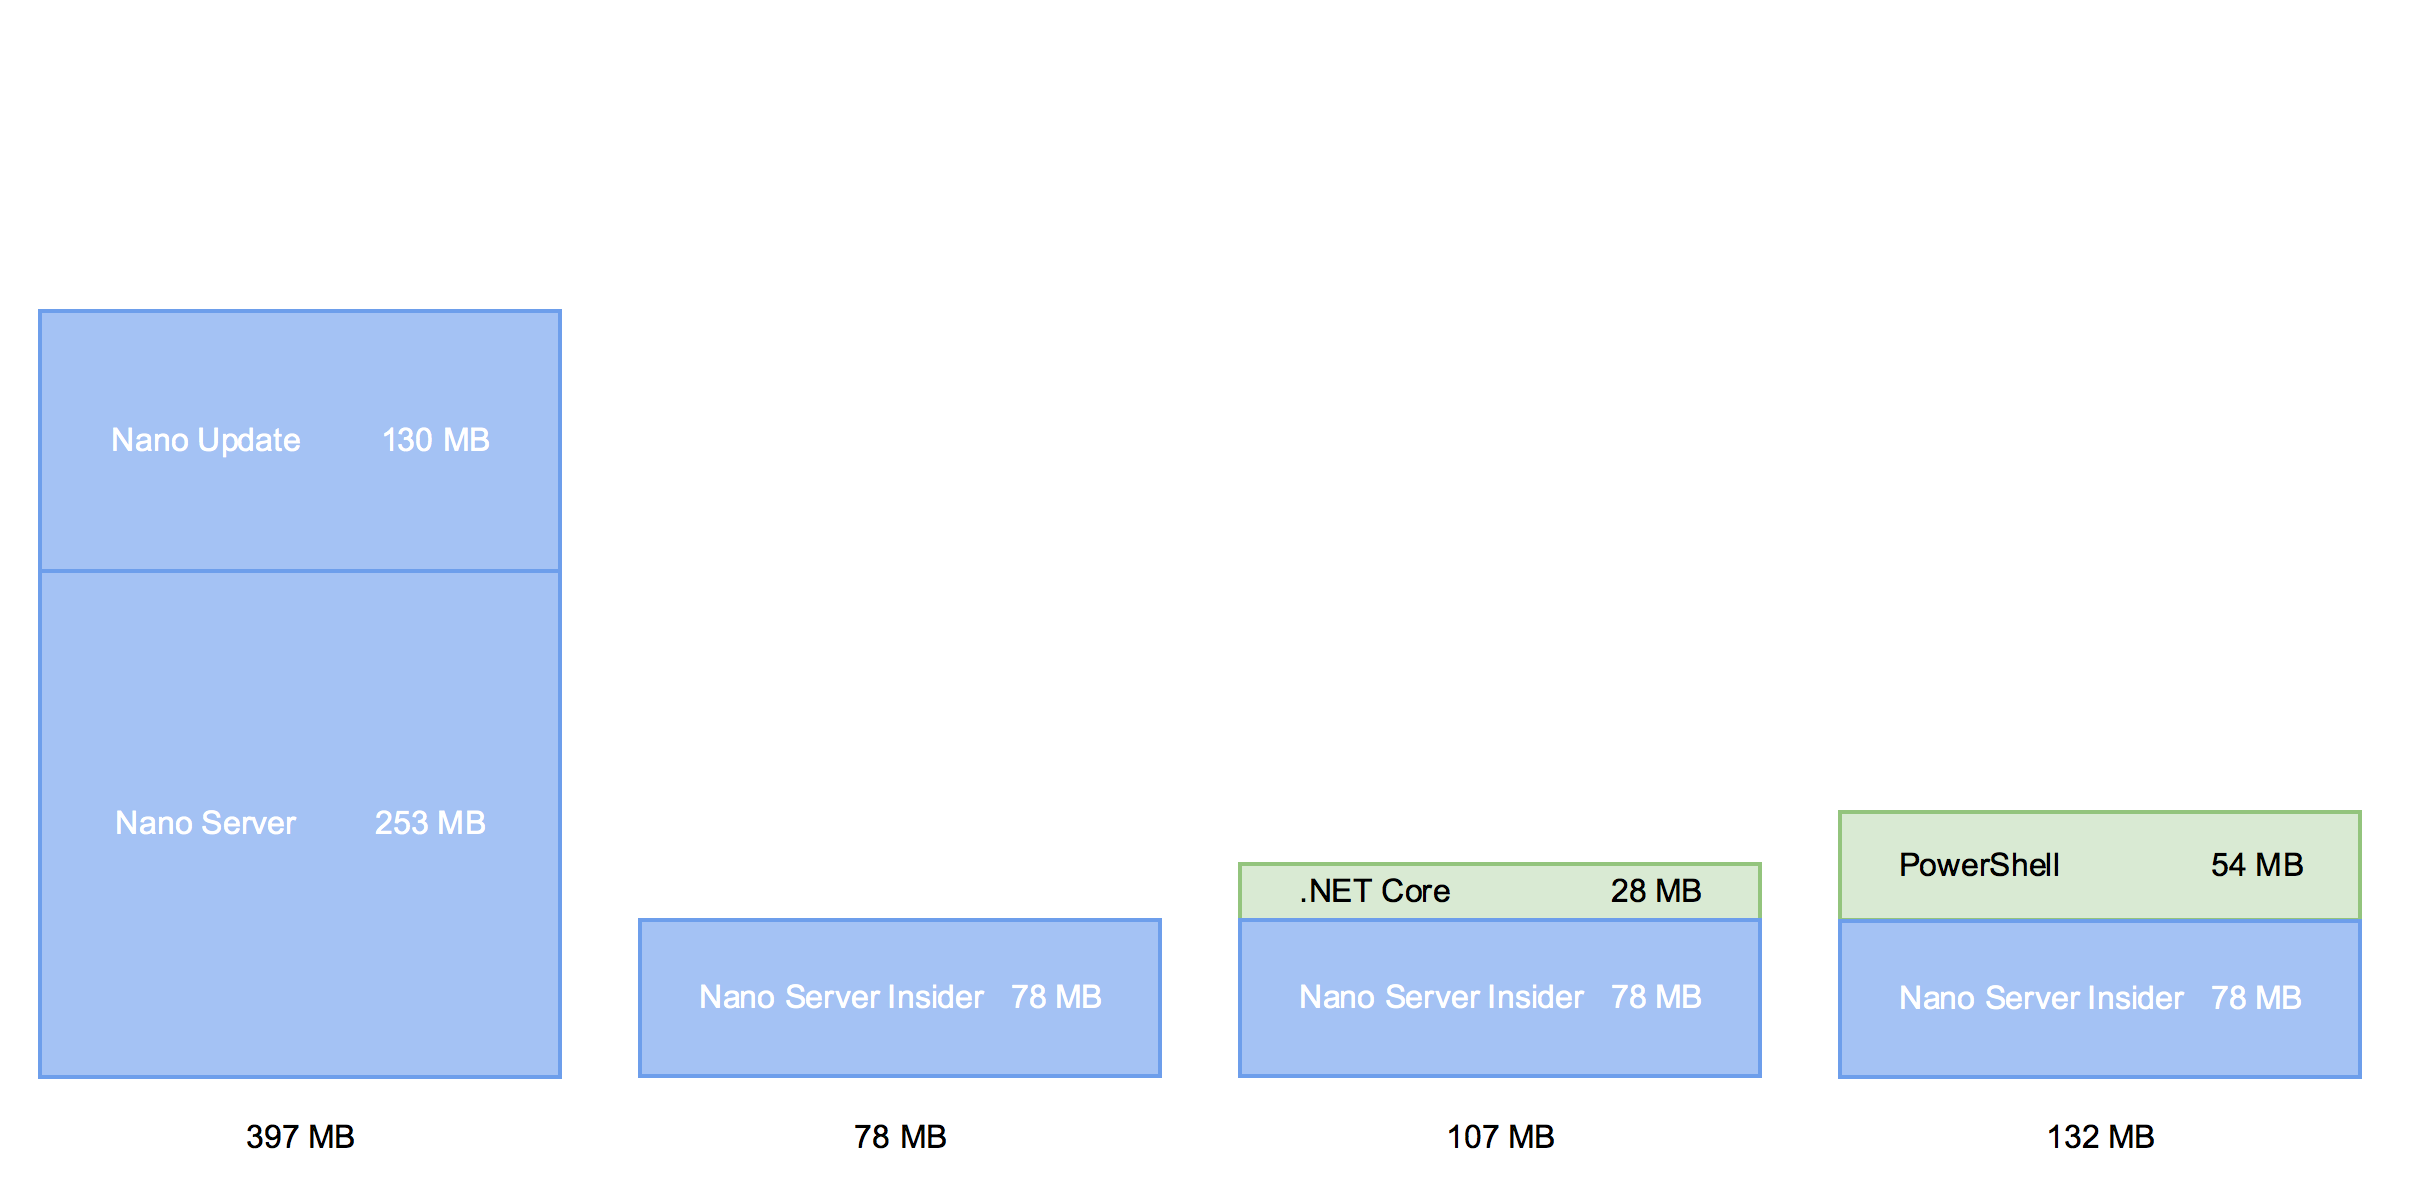 Nano Update 130 MB
Nano Server 253 MB
397 MB
Nano Server Insider 78 MB
78 MB
.NET Core 28 MB
Nano Server Insider 78 MB
107 MB
PowerShell 54 MB
Nano Server Insider 78 MB
132 MB